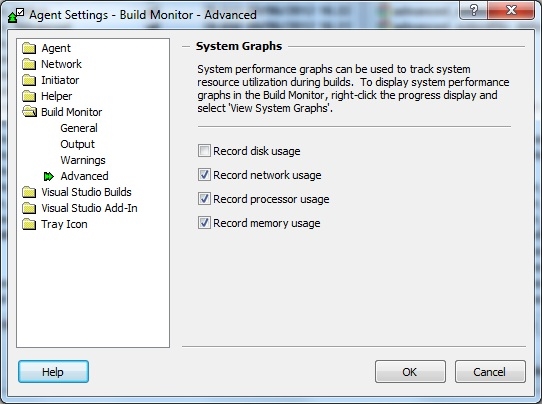 Agent Settings - Build Monitor - Advanced
Agent
Network
Initiator
Helper
Build Monitor
General
Output
Warnings
Advanced
Visual Studio Builds
Visual Studio Add-In
Tray Icon
System Graphs
System performance graphs can be used to track system
resource utilization during builds. To display system performance
graphs in the Build Monitor, right-click the progress display and
select 'View System Graphs'.
Record disk usage
Record network usage
Record processor usage
Record memory usage
Help
OK
Cancel